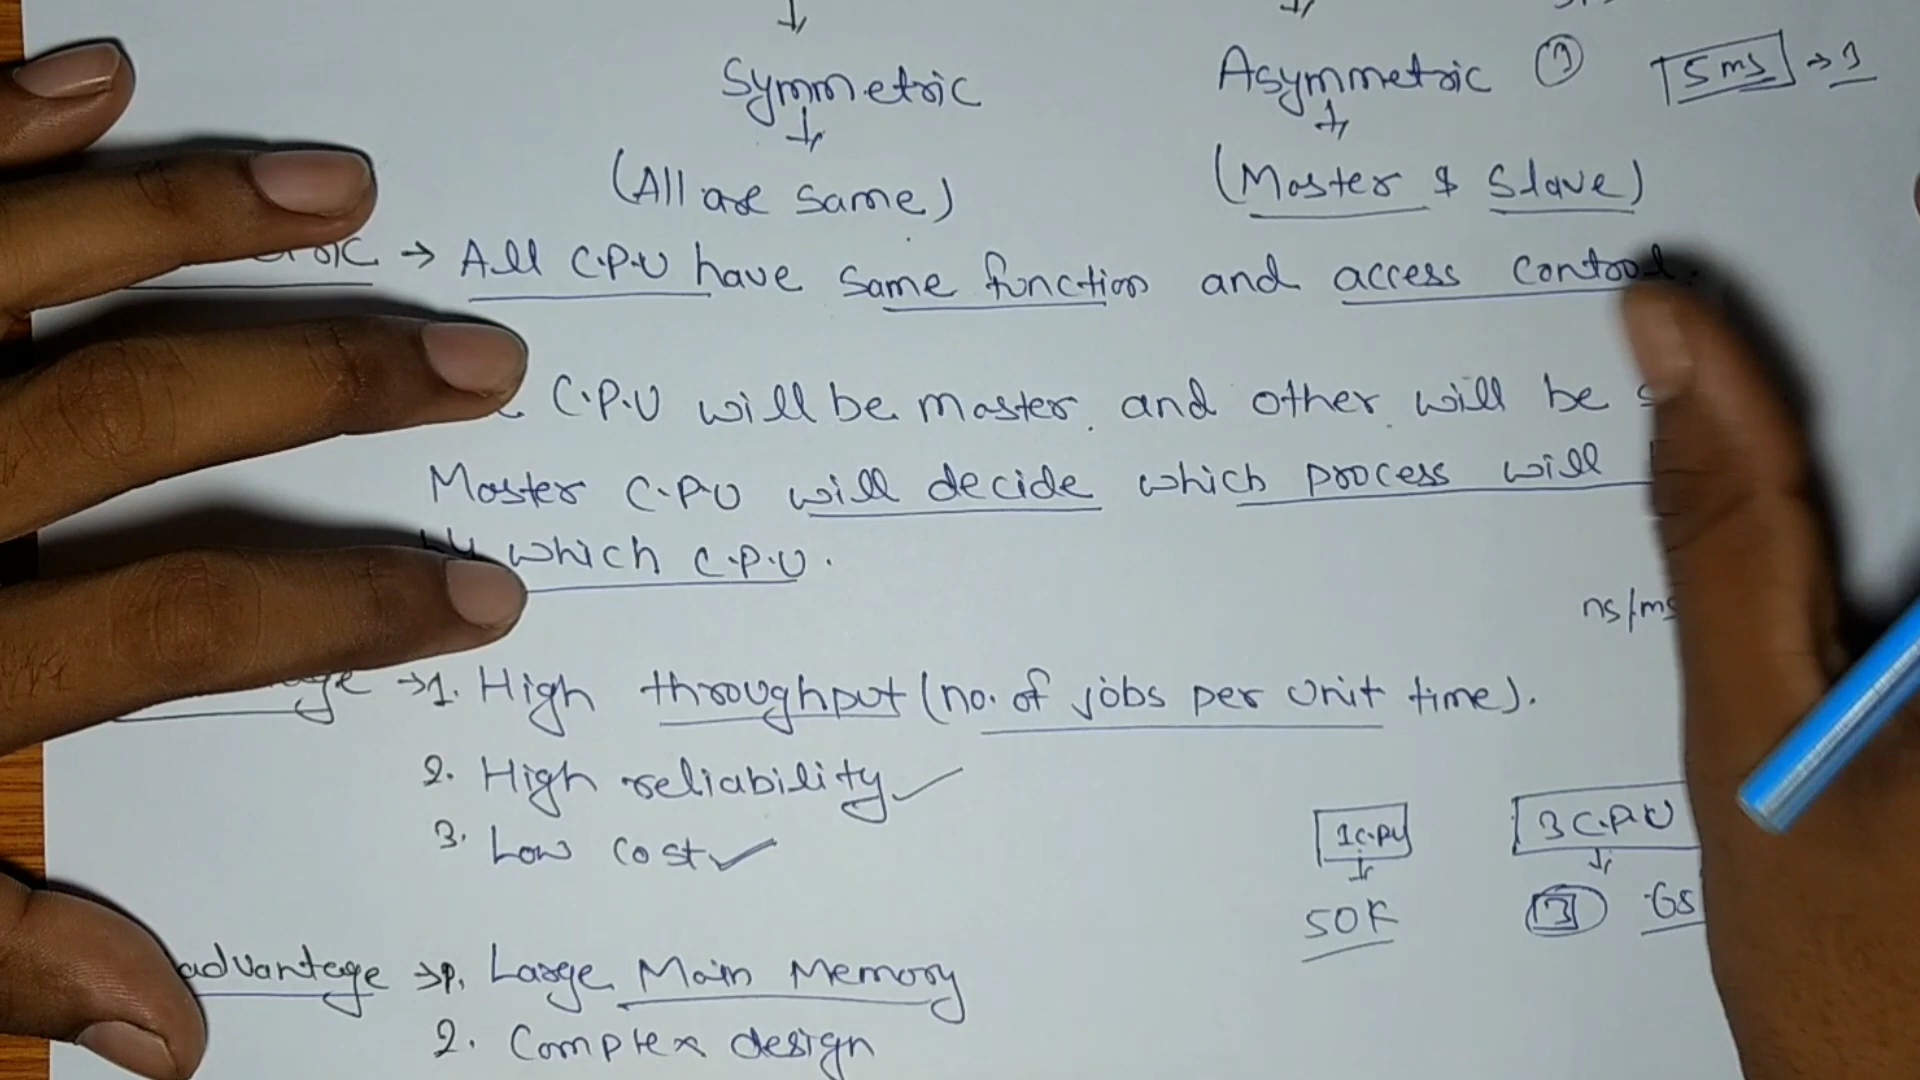 Symmetric Asymmetric 5ms → 1
(All are same) (Master & Slave)
→ All C.P.U have same function and access control.
C.P.U will be master and other will be
Master C.P.U will decide which process will
by which C.P.U.
ns/ms
→ 1. High throughput (no. of jobs per unit time).
2. High reliability ✓
3. Low cost ✓
1 C.P.U 3 C.P.U
50K
advantage → 1. Large Main Memory
2. Complex design